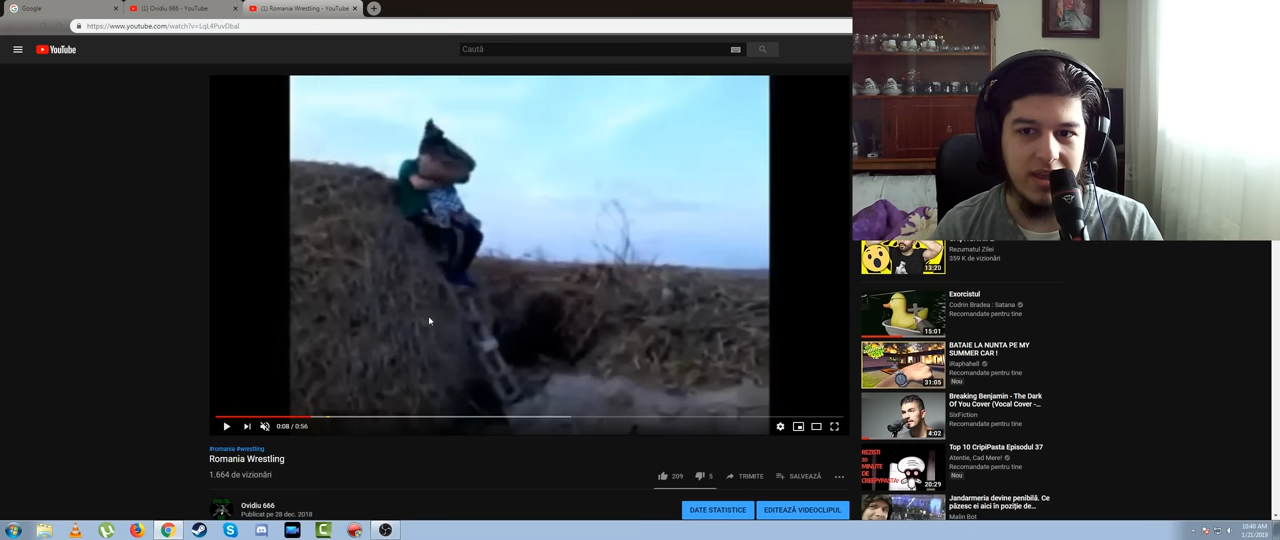 Google
(1) Ovidiu 666 - YouTube
(1) Romania Wrestling - YouTube
https://www.youtube.com/watch?v=LqL4PuvDbaI
YouTube
Caută
0:08 / 0:56
#romania #wrestling
Romania Wrestling
1.664 de vizionări
209
5
TRIMITE
SALVEAZĂ
Ovidiu 666
Publicat pe 28 dec. 2018
DATE STATISTICE
EDITEAZĂ VIDEOCLIPUL
Rezumatul Zilei
359 K de vizionări
13:20
Exorcistul
Codrin Bradea : Satana
Recomandate pentru tine
15:01
BATAIE LA NUNTA PE MY
SUMMER CAR !
iRaphahell
Recomandate pentru tine
Nou
31:05
Breaking Benjamin - The Dark
Of You Cover (Vocal Cover -...
SixFiction
Recomandate pentru tine
4:02
Top 10 CripiPasta Episodul 37
Atentie, Cad Mere!
Recomandate pentru tine
Nou
REZISTI
30
MINUTE
DE
CREEPYPASTA!
20:29
Jandarmeria devine penibilă. Ce
păzesc ei aici în poziție de...
Malin Bot
10:40 AM
1/21/2019